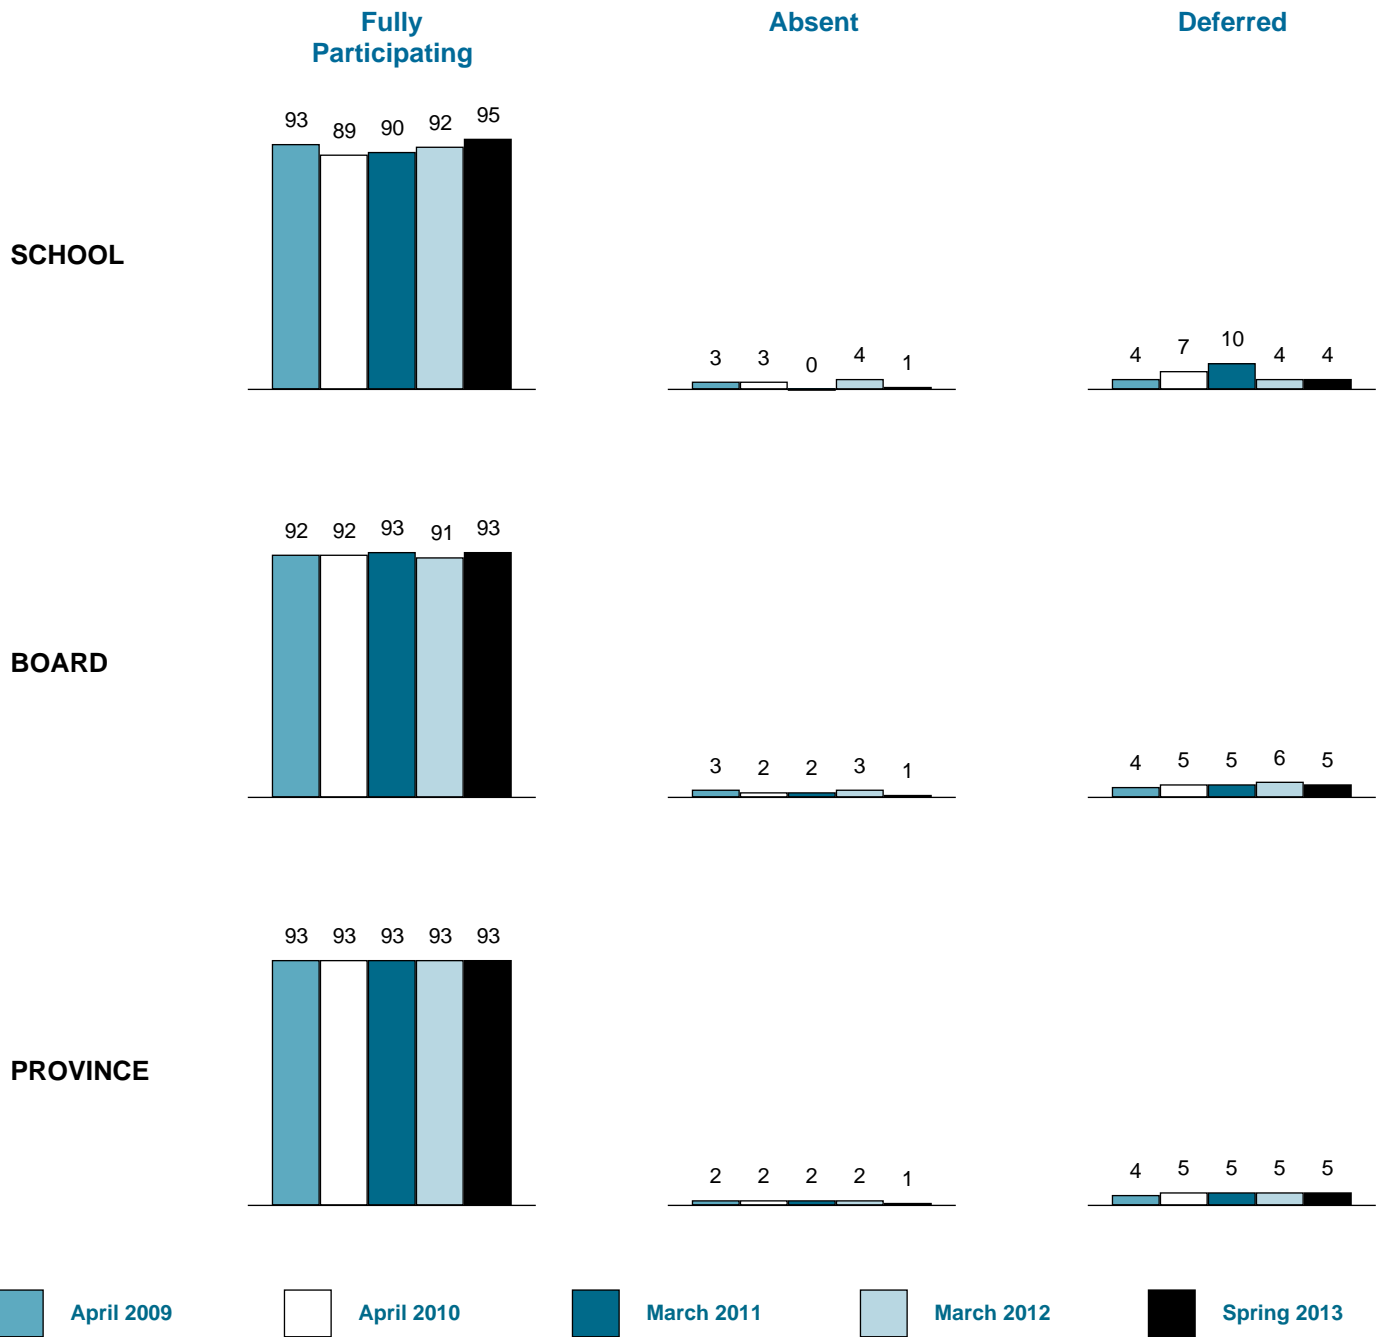 Fully Participating
Absent
Deferred
SCHOOL
93 89 90 92 95
3 3 0 4 1
4 7 10 4 4
BOARD
92 92 93 91 93
3 2 2 3 1
4 5 5 6 5
PROVINCE
93 93 93 93 93
2 2 2 2 1
4 5 5 5 5
April 2009
April 2010
March 2011
March 2012
Spring 2013